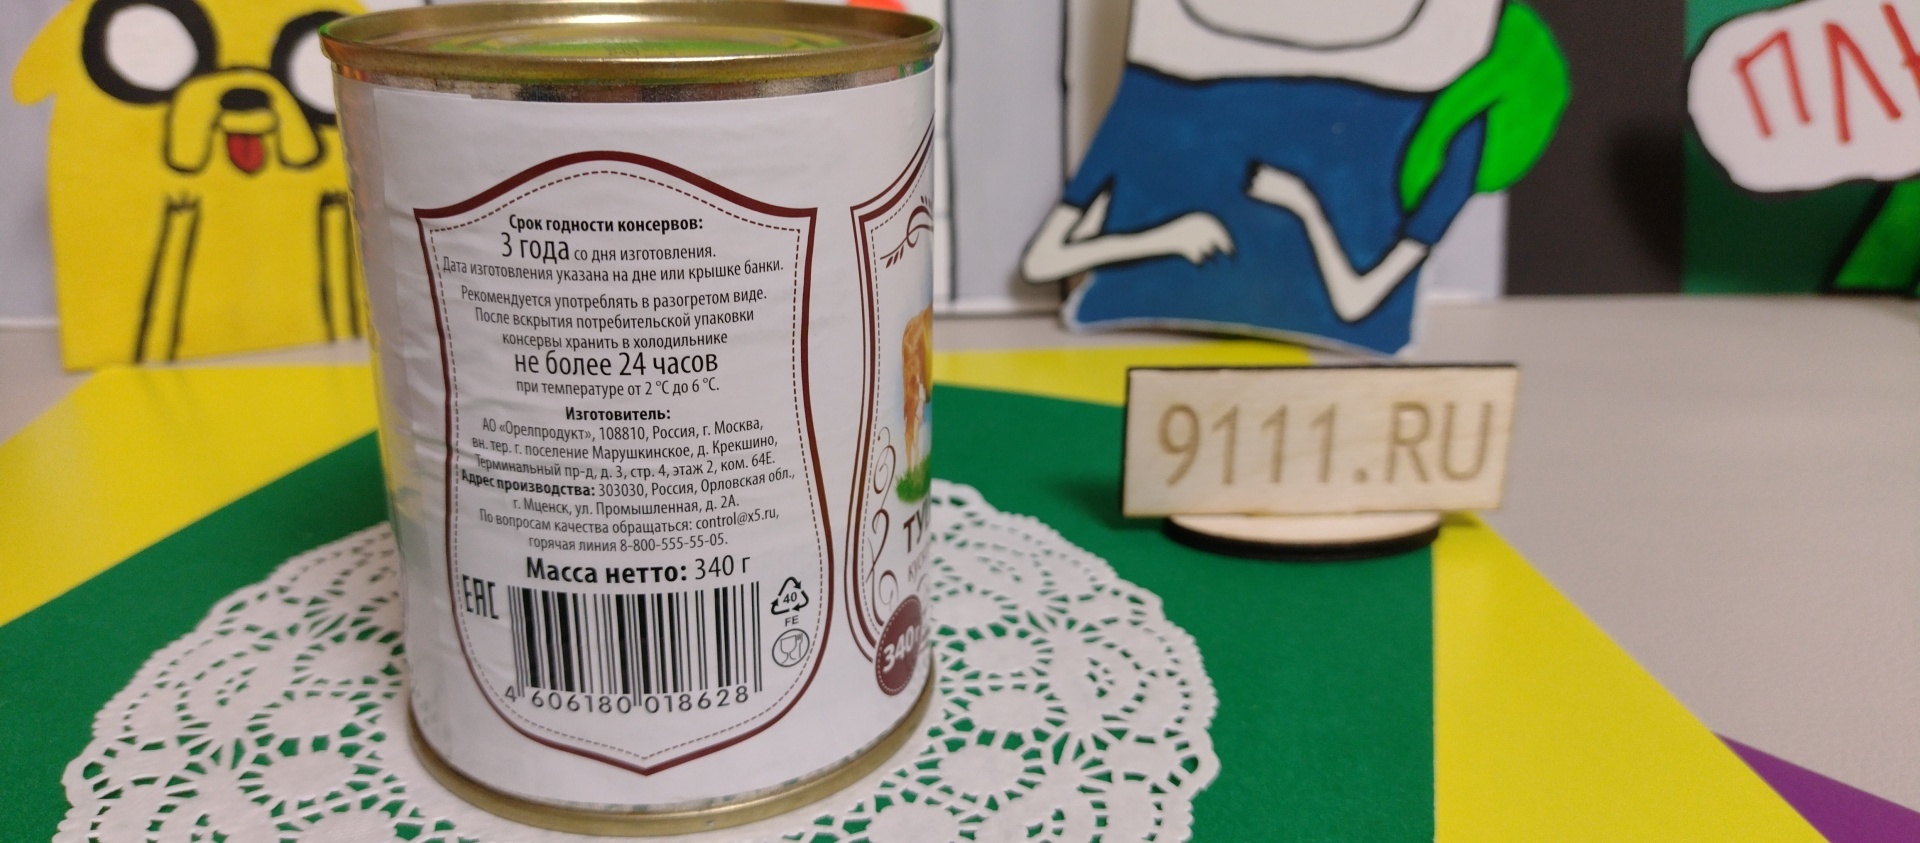 Срок годности консервов:
3 года со дня изготовления.
Дата изготовления указана на дне или крышке банки.
Рекомендуется употреблять в разогретом виде.
После вскрытия потребительской упаковки
консервы хранить в холодильнике
не более 24 часов
при температуре от 2 °C до 6 °C.
Изготовитель:
АО «Орелпродукт», 108810, Россия, г. Москва,
вн. тер. г. поселение Марушкинское, д. Крекшино,
Терминальный пр-д, д. 3, стр. 4, этаж 2, ком. 64Е.
Адрес производства: 303030, Россия, Орловская обл.,
г. Мценск, ул. Промышленная, д. 2А.
По вопросам качества обращаться: control@x5.ru,
горячая линия 8-800-555-55-05.
Масса нетто: 340 г
EAC
40
FE
4 606180 018628
ТУ
340 г
9111.RU
ПЛ